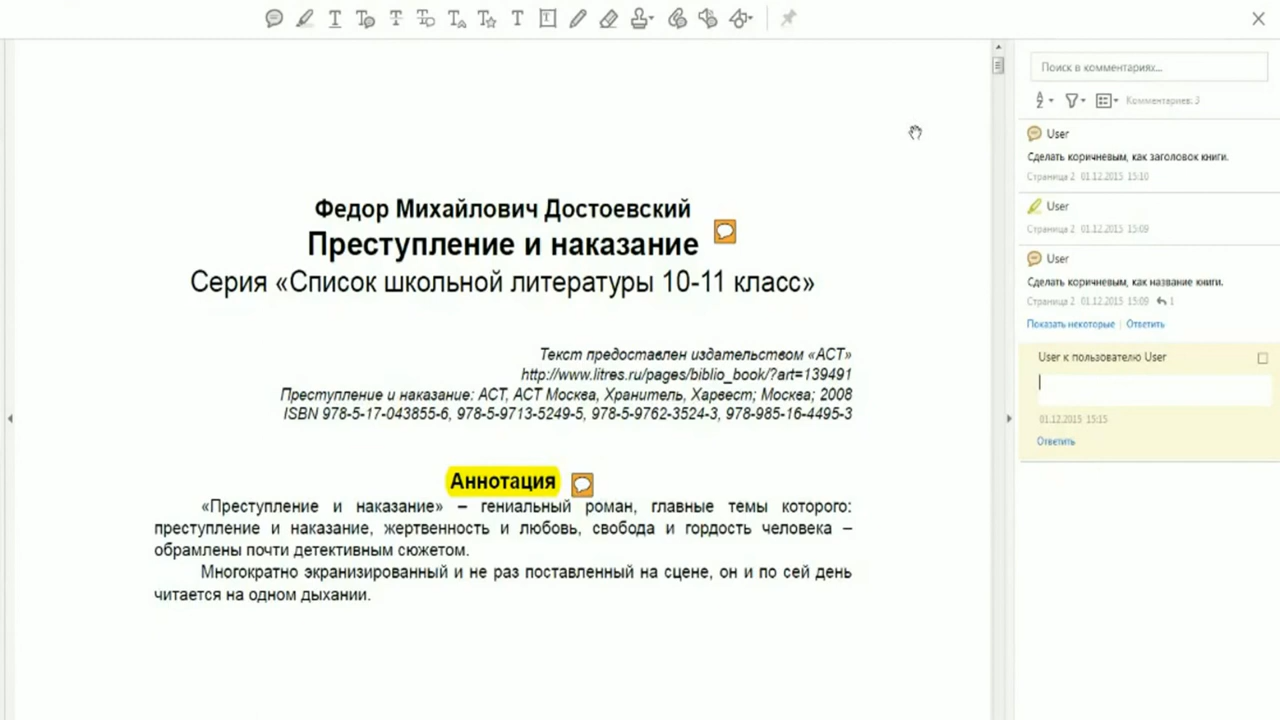 Федор Михайлович Достоевский
Преступление и наказание
Серия «Список школьной литературы 10-11 класс»
Текст предоставлен издательством «АСТ»
http://www.litres.ru/pages/biblio_book/?art=139491
Преступление и наказание: АСТ, АСТ Москва, Хранитель, Харвест; Москва; 2008
ISBN 978-5-17-043855-6, 978-5-9713-5249-5, 978-5-9762-3524-3, 978-985-16-4495-3
Аннотация
«Преступление и наказание» – гениальный роман, главные темы которого:
преступление и наказание, жертвенность и любовь, свобода и гордость человека –
обрамлены почти детективным сюжетом.
Многократно экранизированный и не раз поставленный на сцене, он и по сей день
читается на одном дыхании.
Поиск в комментариях...
Комментариев: 3
User
Сделать коричневым, как заголовок книги.
Страница 2 01.12.2015 15:10
User
Страница 2 01.12.2015 15:09
User
Сделать коричневым, как название книги.
Страница 2 01.12.2015 15:09 1
Показать некоторые | Ответить
User к пользователю User
01.12.2015 15:15
Ответить